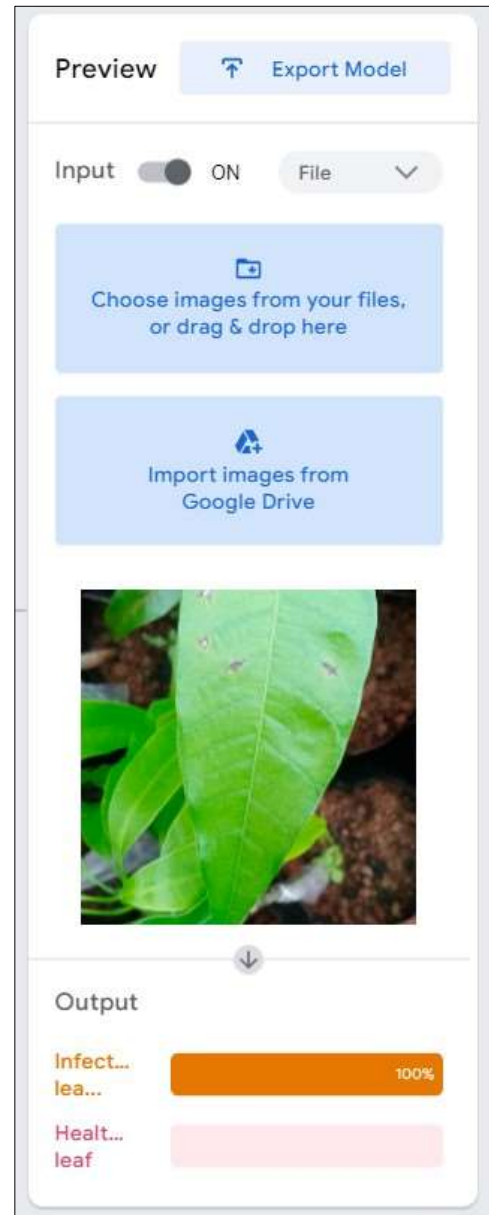 Preview
Export Model
Input
ON
File
Choose images from your files,
or drag & drop here
Import images from
Google Drive
Output
Infect...
lea...
100%
Healt...
leaf